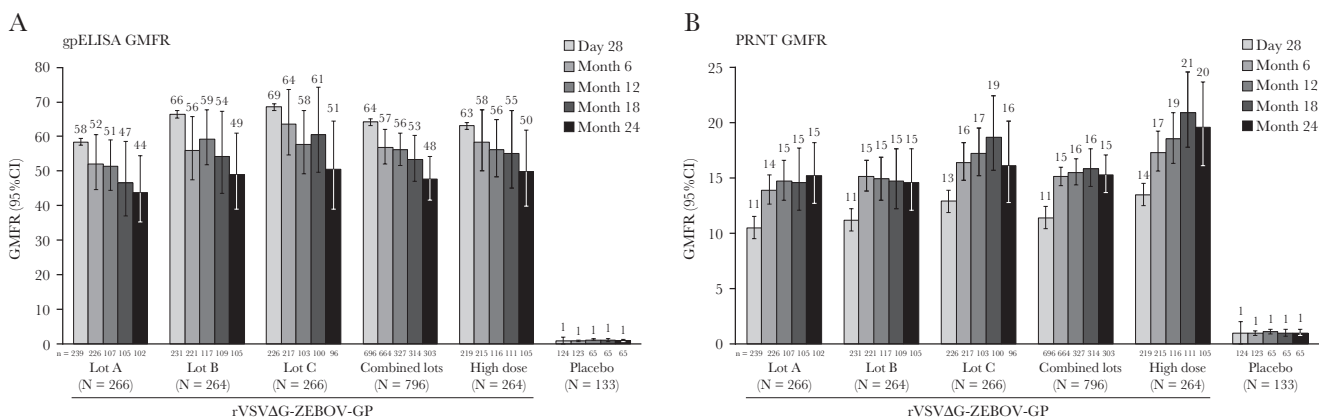 A
gpELISA GMFR
Day 28
Month 6
Month 12
Month 18
Month 24
GMFR (95%CI)
80
70
60
50
40
30
20
10
0
58 52 51 47 44
66 56 59 54 49
69 64 58 61 51
64 57 56 53 48
63 58 56 55 50
1 1 1 1 1
n = 239 226 107 105 102
231 221 117 109 105
226 217 103 100 96
696 664 327 314 303
219 215 116 111 105
124 123 65 65 65
Lot A
(N = 266)
Lot B
(N = 264)
Lot C
(N = 266)
Combined lots
(N = 796)
High dose
(N = 264)
Placebo
(N = 133)
rVSVΔG-ZEBOV-GP
B
PRNT GMFR
Day 28
Month 6
Month 12
Month 18
Month 24
GMFR (95%CI)
25
20
15
10
5
0
11 14 15 15 15
11 15 15 15 15
13 16 17 19 16
11 15 16 16 15
14 17 19 21 20
1 1 1 1 1
n = 239 226 107 105 102
231 221 117 109 105
226 217 103 100 96
696 664 327 314 303
219 215 116 111 105
124 123 65 65 65
Lot A
(N = 266)
Lot B
(N = 264)
Lot C
(N = 266)
Combined lots
(N = 796)
High dose
(N = 264)
Placebo
(N = 133)
rVSVΔG-ZEBOV-GP